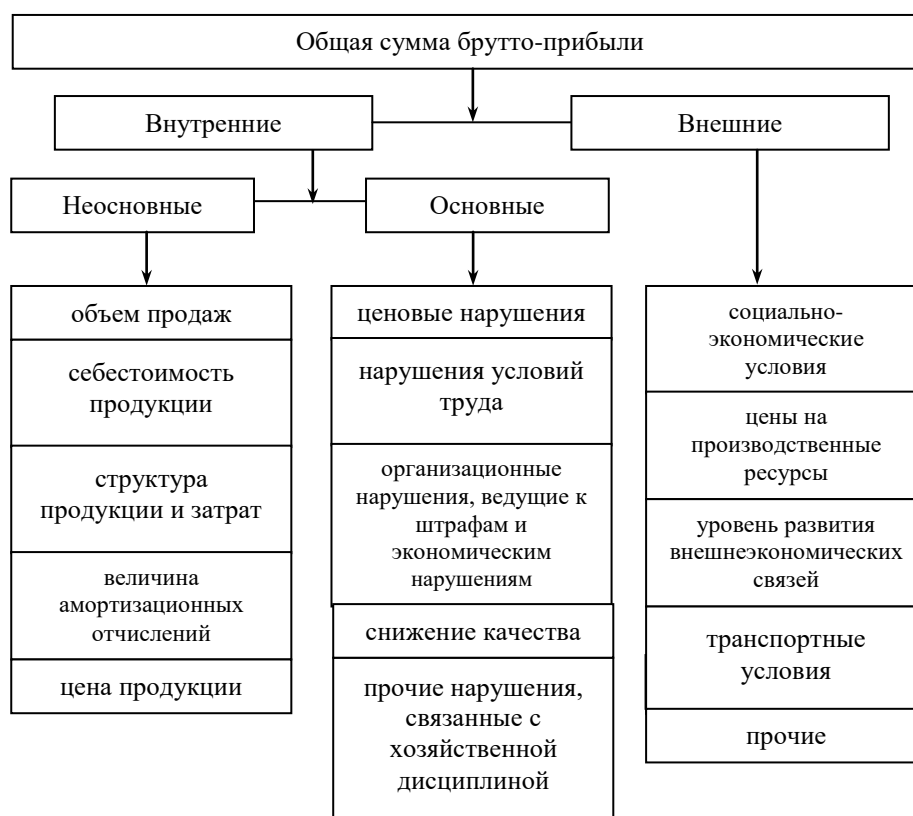 Общая сумма брутто-прибыли
Внутренние
Внешние
Неосновные
Основные
объем продаж
себестоимость
продукции
структура
продукции и затрат
величина
амортизационных
отчислений
цена продукции
ценовые нарушения
нарушения условий
труда
организационные
нарушения, ведущие к
штрафам и
экономическим
нарушениям
снижение качества
прочие нарушения,
связанные с
хозяйственной
дисциплиной
социально-
экономические
условия
цены на
производственные
ресурсы
уровень развития
внешнеэкономических
связей
транспортные
условия
прочие